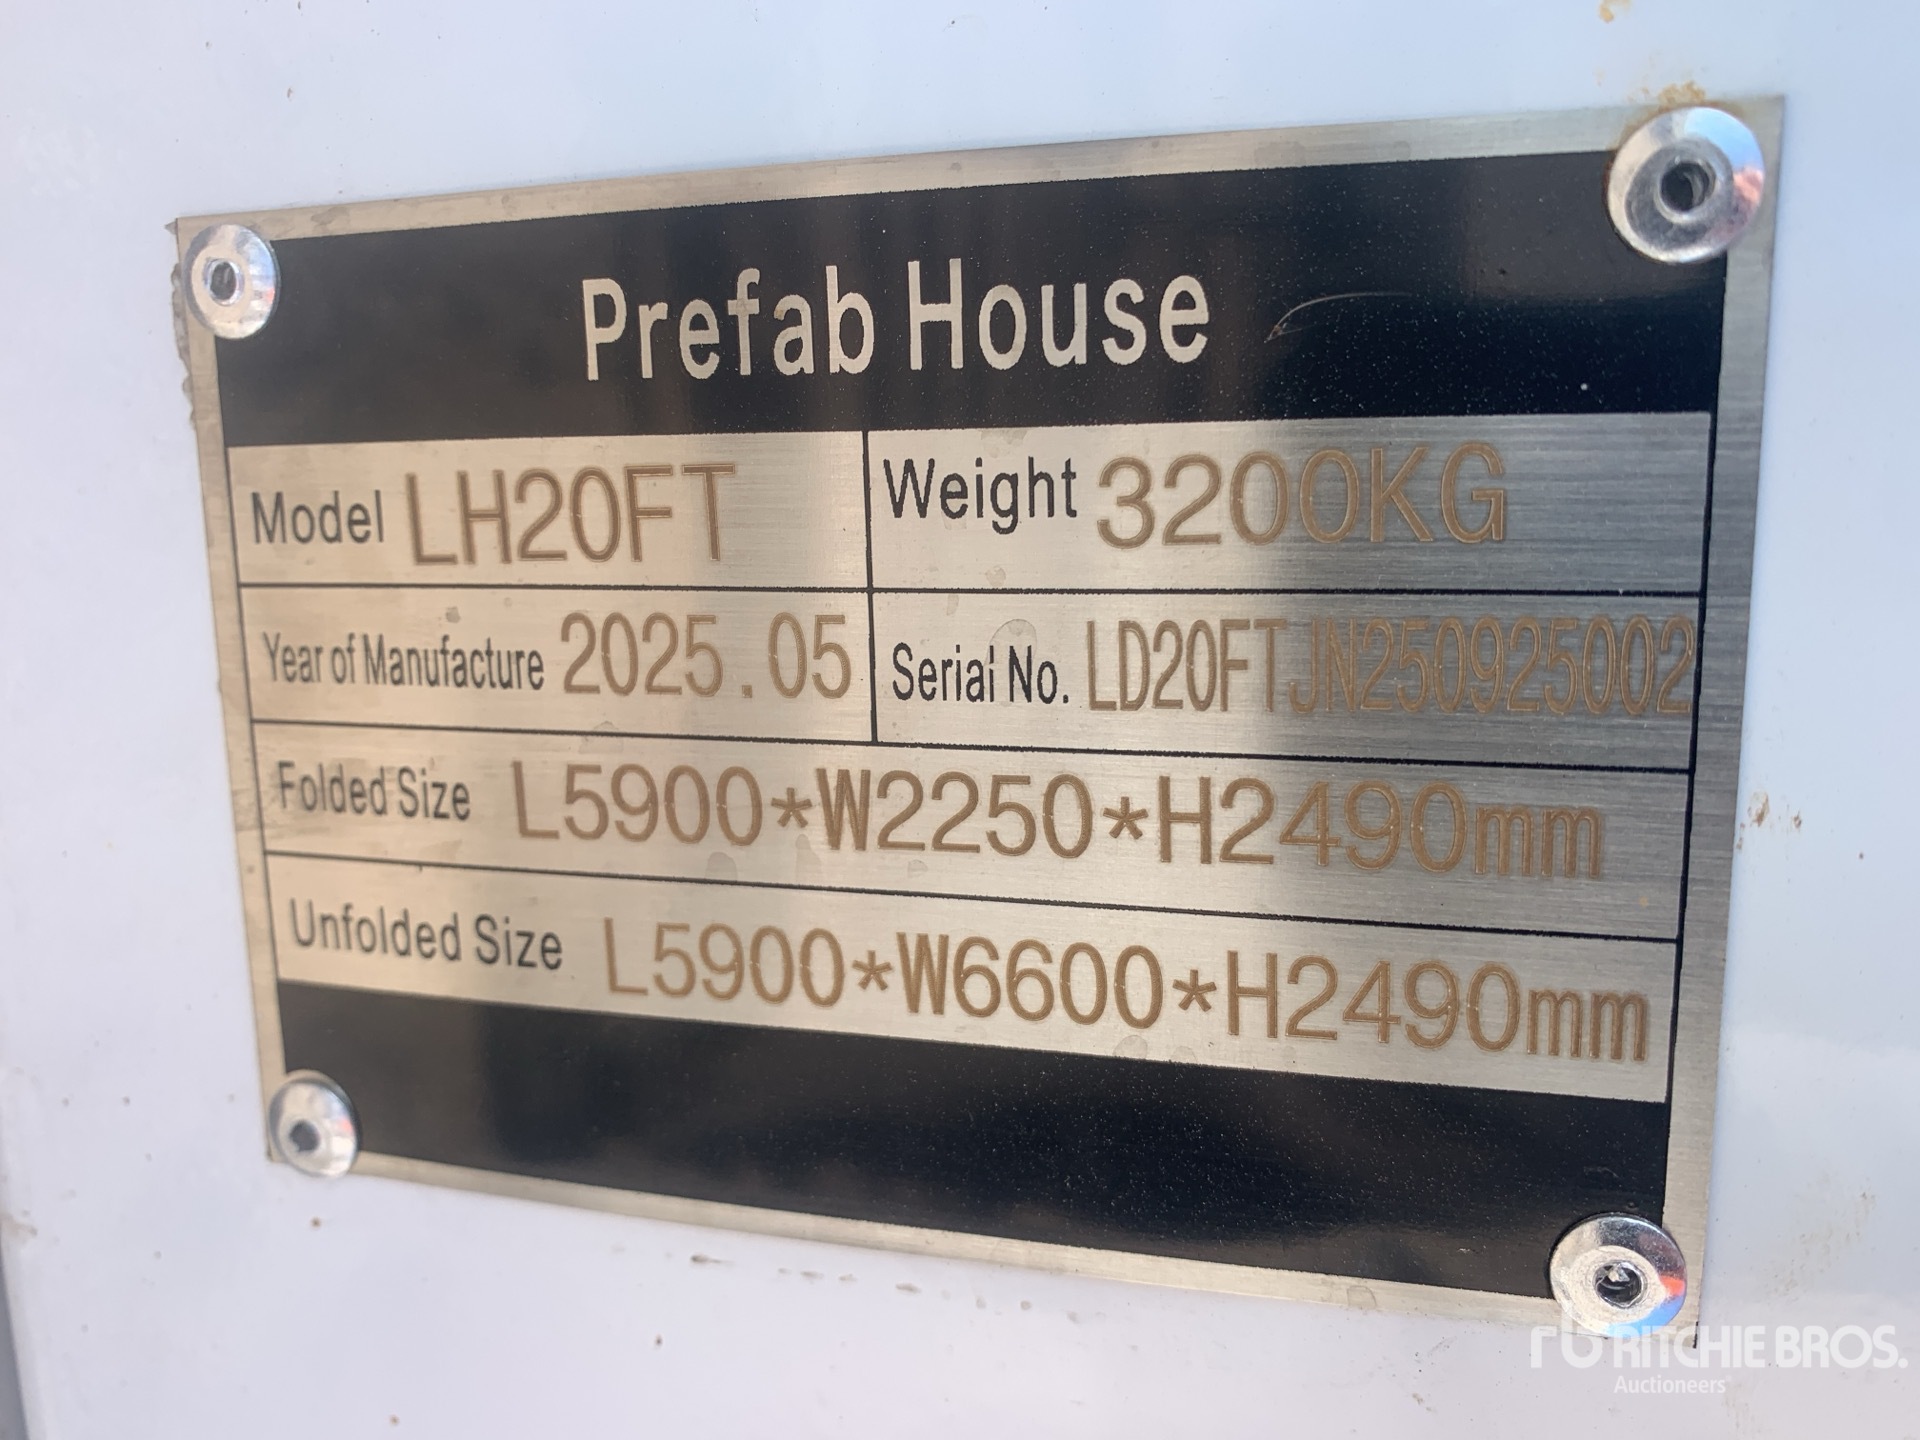 Prefab House
Model LH20FT Weight 3200KG
Year of Manufacture 2025.05 Serial No. LD20FTJN250925002
Folded Size L5900*W2250*H2490mm
Unfolded Size L5900*W6600*H2490mm
rb RITCHIE BROS.
Auctioneers